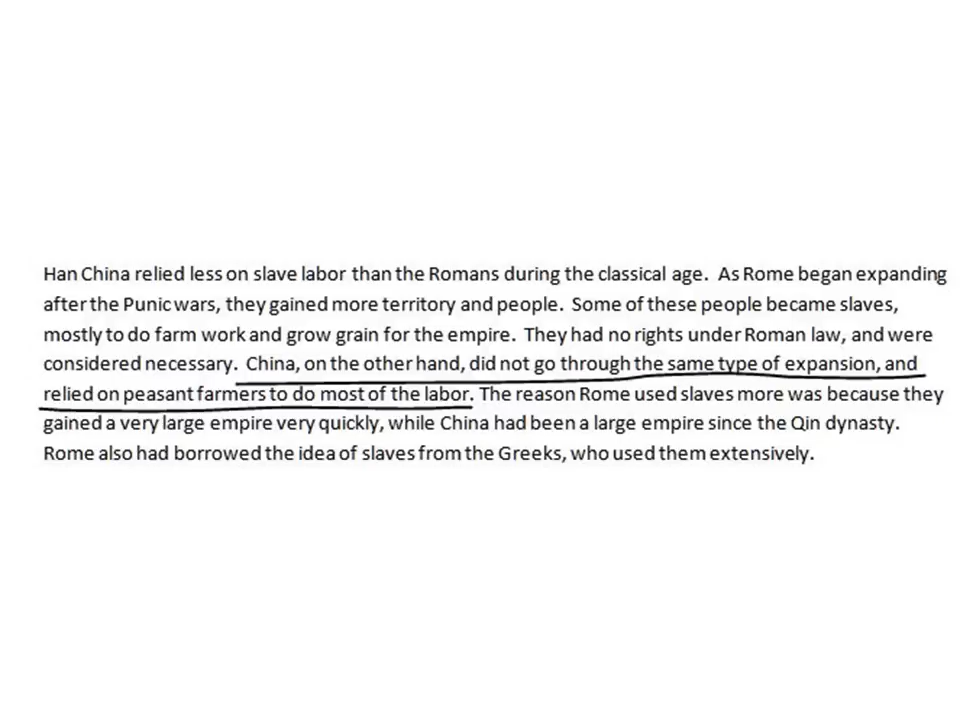 Han China relied less on slave labor than the Romans during the classical age.  As Rome began expanding
after the Punic wars, they gained more territory and people.  Some of these people became slaves,
mostly to do farm work and grow grain for the empire.  They had no rights under Roman law, and were
considered necessary.  China, on the other hand, did not go through the same type of expansion, and
relied on peasant farmers to do most of the labor. The reason Rome used slaves more was because they
gained a very large empire very quickly, while China had been a large empire since the Qin dynasty.
Rome also had borrowed the idea of slaves from the Greeks, who used them extensively.